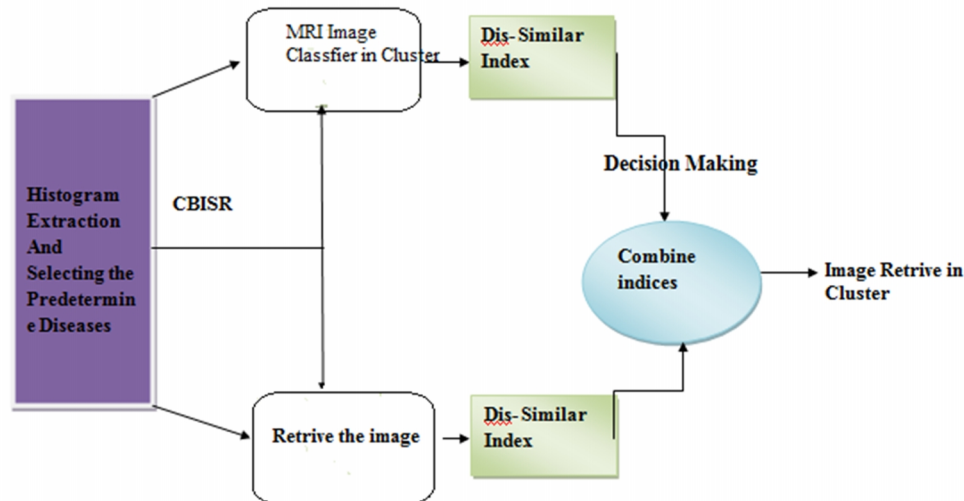 MRI Image
Classfier in Cluster
Dis- Similar
Index
Decision Making
Histogram
Extraction
And
Selecting the
Predetermin
e Diseases
CBISR
Combine
indices
Image Retrive in
Cluster
Retrive the image
Dis- Similar
Index